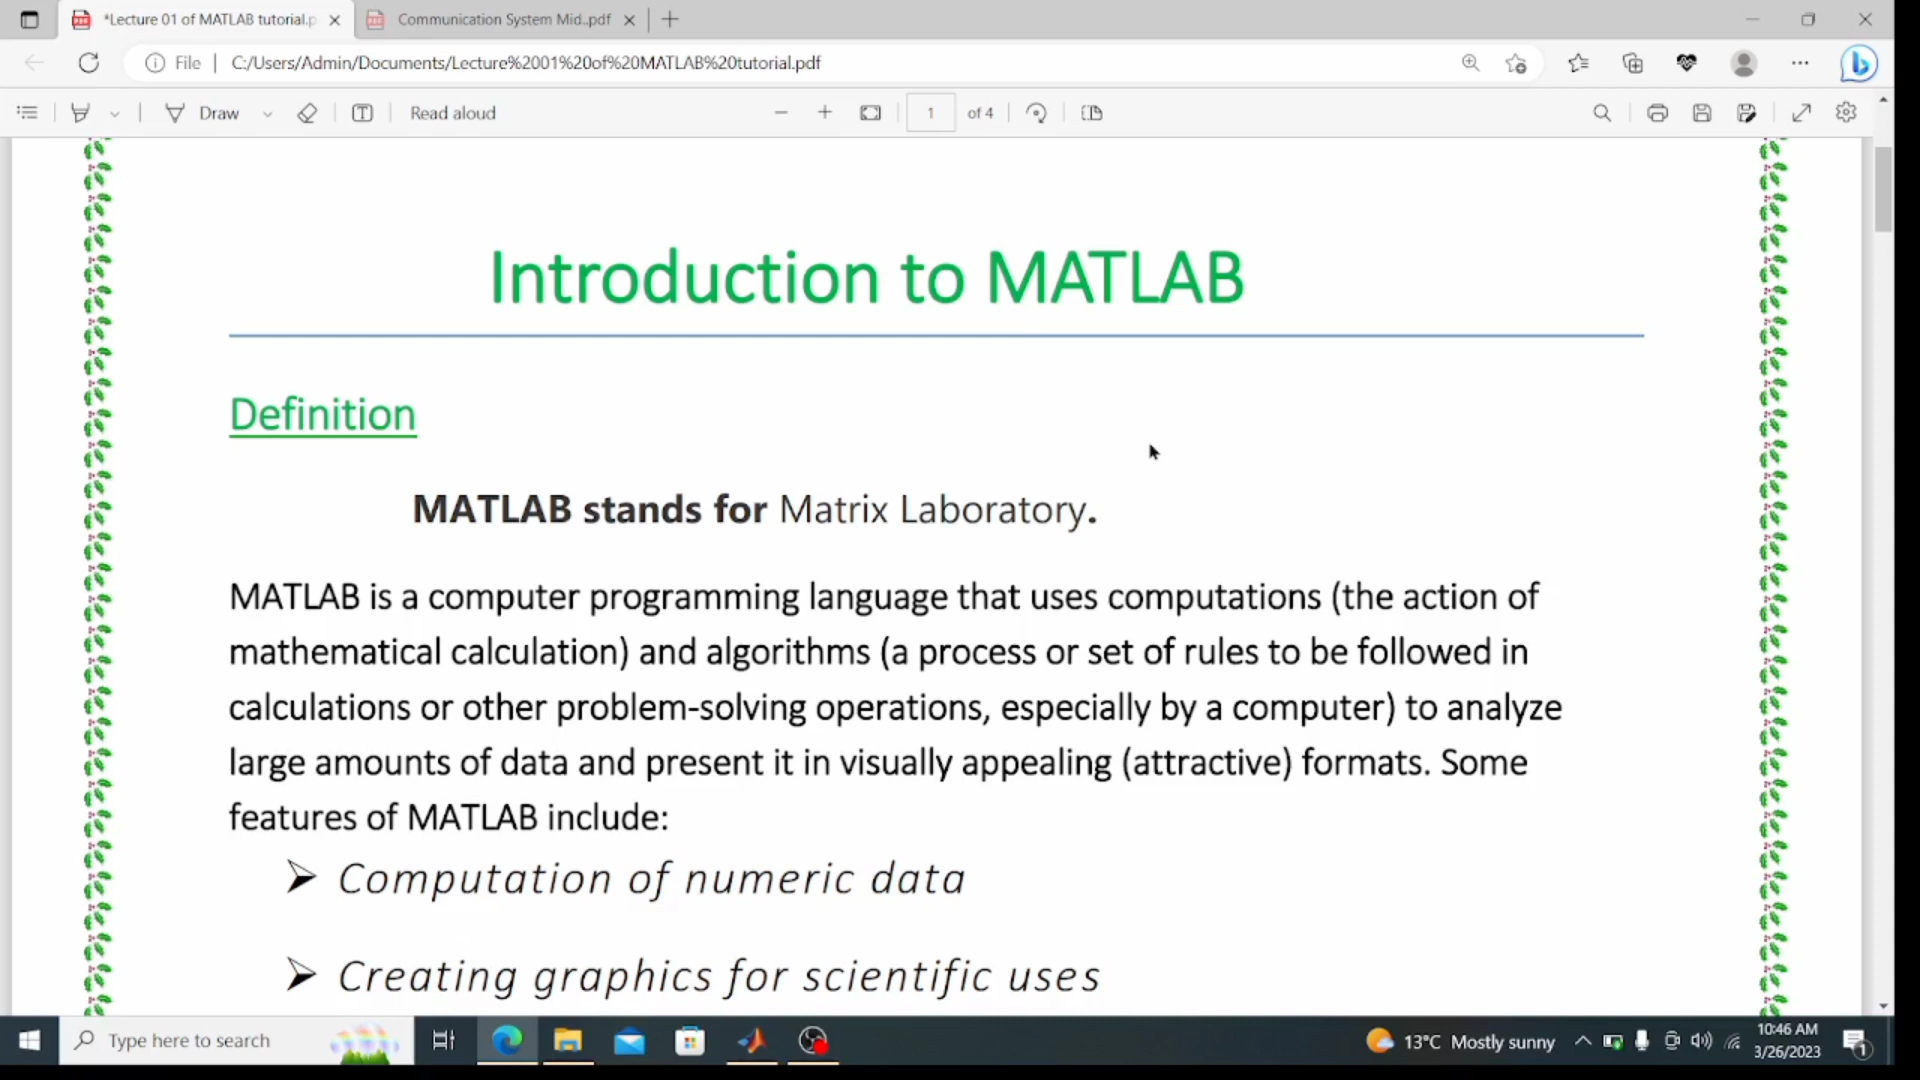 *Lecture 01 of MATLAB tutorial.p
Communication System Mid..pdf
File
C:/Users/Admin/Documents/Lecture%2001%20of%20MATLAB%20tutorial.pdf
Draw
Read aloud
1 of 4
Introduction to MATLAB
Definition
MATLAB stands for Matrix Laboratory.
MATLAB is a computer programming language that uses computations (the action of
mathematical calculation) and algorithms (a process or set of rules to be followed in
calculations or other problem-solving operations, especially by a computer) to analyze
large amounts of data and present it in visually appealing (attractive) formats. Some
features of MATLAB include:
➢ Computation of numeric data
➢ Creating graphics for scientific uses
Type here to search
13°C Mostly sunny
10:46 AM
3/26/2023
1